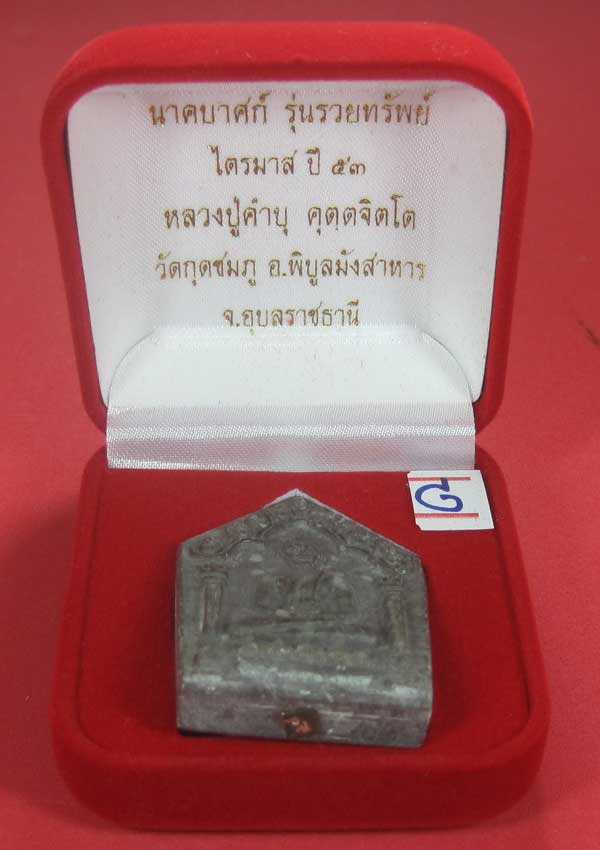 นาคบาศก์ รุ่นรวยทรัพย์
ไตรมาส ปี ๕๓
หลวงปู่คำบุ คุตฺตจิตฺโต
วัดกุดชมภู อ.พิบูลมังสาหาร
จ.อุบลราชธานี